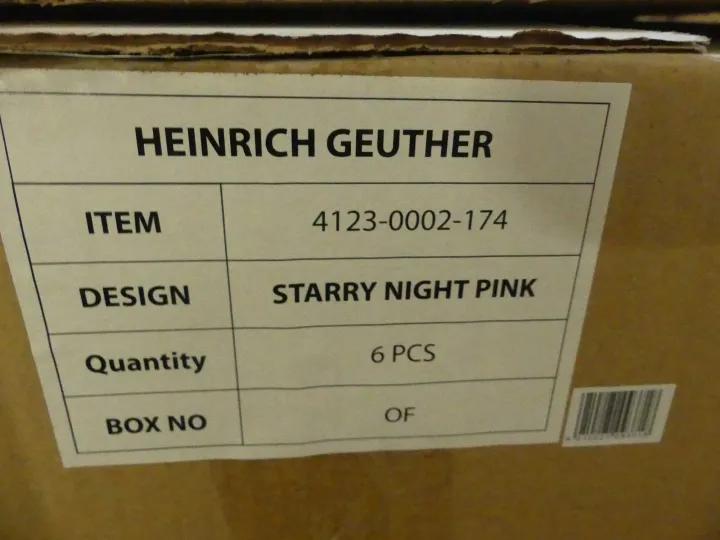 HEINRICH GEUTHER
ITEM 4123-0002-174
DESIGN STARRY NIGHT PINK
Quantity 6 PCS
BOX NO OF